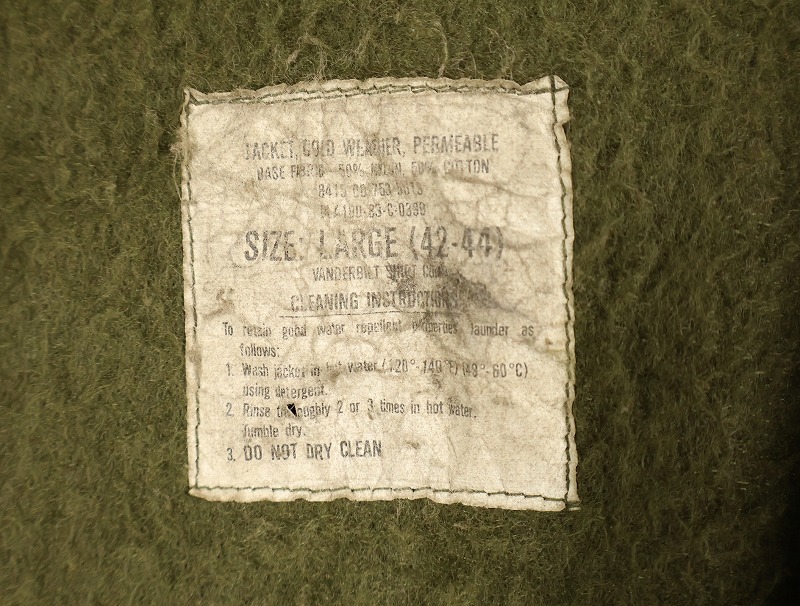 JACKET, COLD WEATHER, PERMEABLE
BASE FABRIC - 50% NYLON, 50% COTTON
SIZE: LARGE (42-44)
VANDERBILT SHIRT
CLEANING INSTRUCTIONS
To retain good water repellent properties launder as
follows:
1. Wash jacket in hot water (120°-140°F) (49°-60°C)
using detergent.
2. Rinse thoroughly 2 or 3 times in hot water.
Tumble dry.
3. DO NOT DRY CLEAN